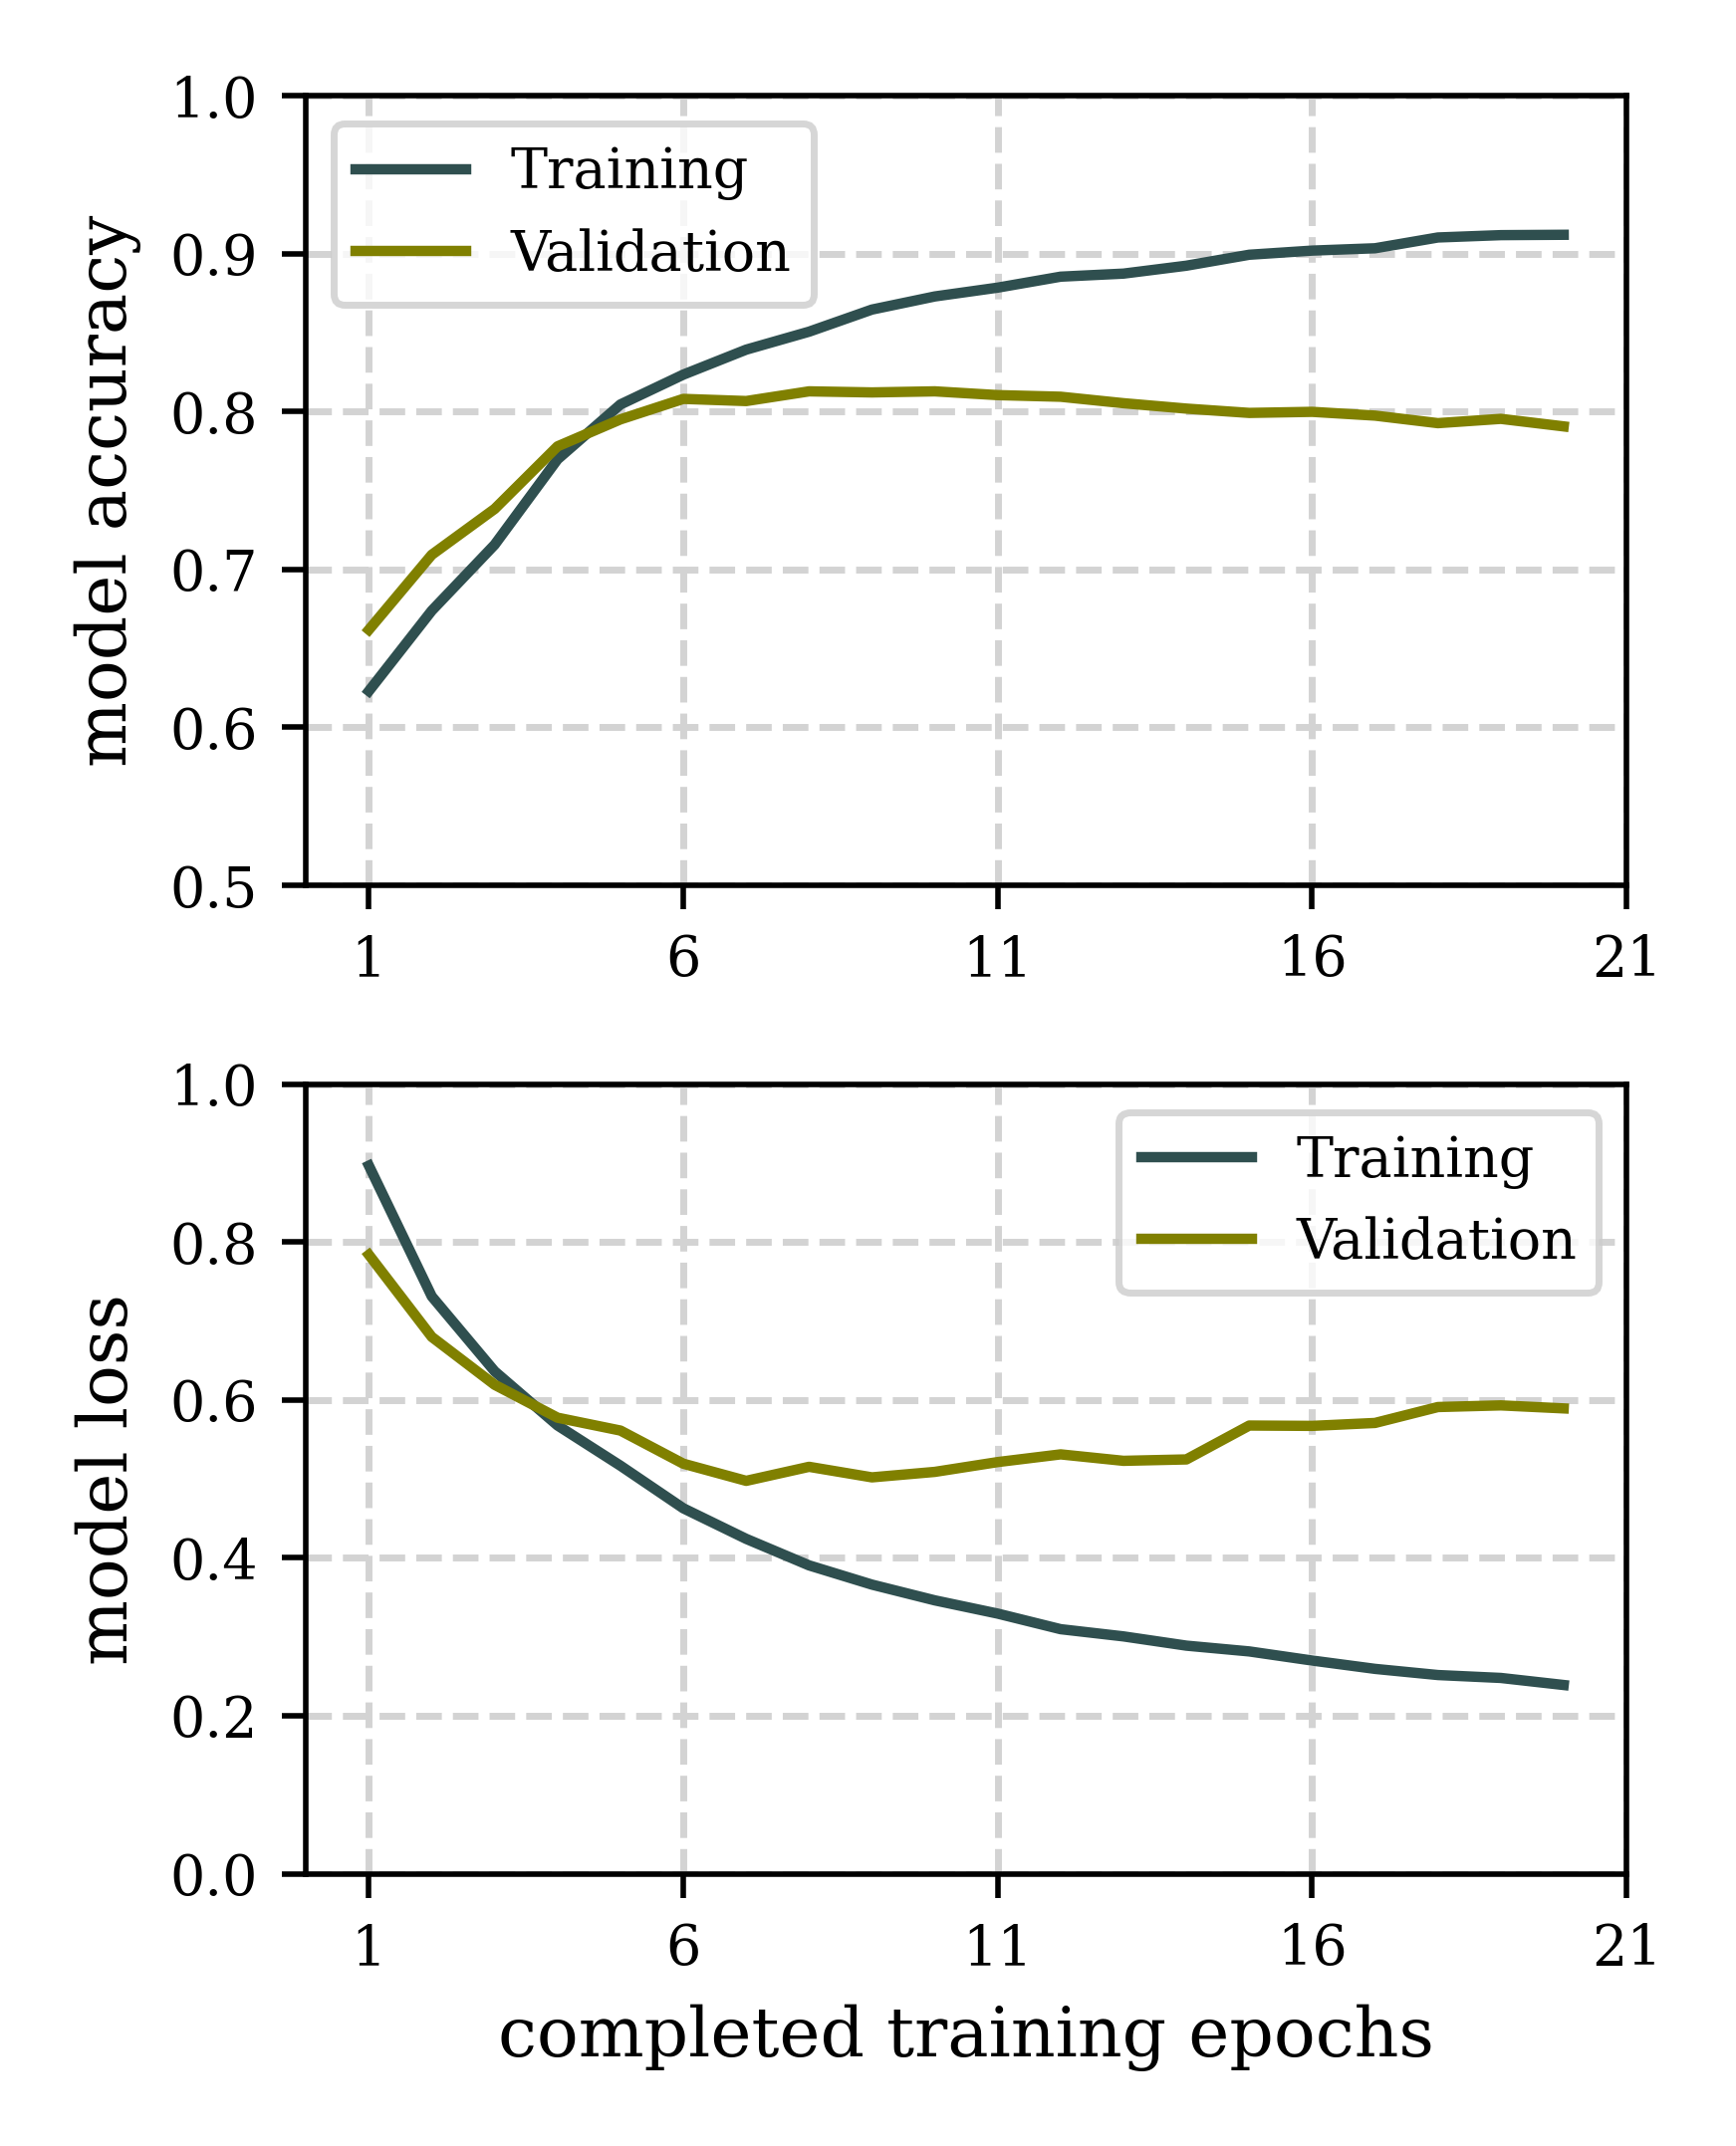 model accuracy
1.0
0.9
0.8
0.7
0.6
0.5
Training
Validation
1 6 11 16 21
model loss
1.0
0.8
0.6
0.4
0.2
0.0
Training
Validation
1 6 11 16 21
completed training epochs